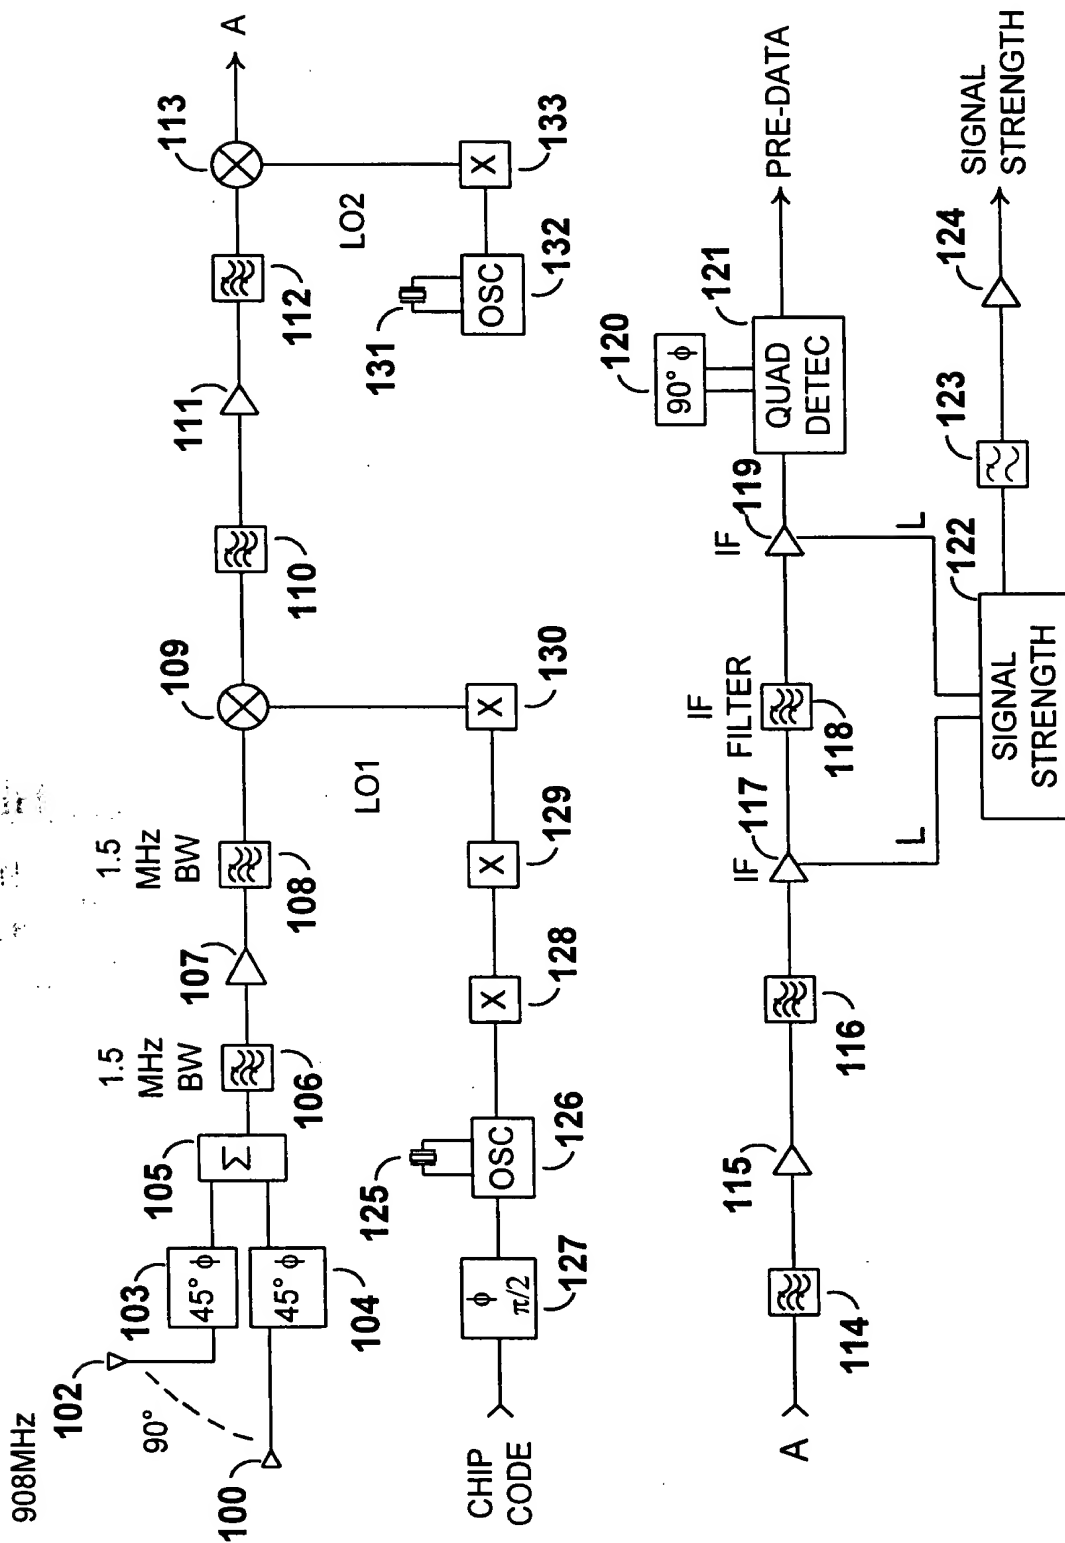 908MHz
102
90°
100
103
45° ϕ
45° ϕ
104
105
Σ
1.5
MHz
BW
106
107
1.5
MHz
BW
108
109
110
111
112
113
A
CHIP
CODE
ϕ
π/2
127
125
OSC
126
X
128
X
129
X
130
LO1
131
OSC
132
X
133
LO2
A
114
115
116
IF
117
IF
FILTER
118
IF
119
90° ϕ
120
QUAD
DETEC
121
PRE-DATA
L
L
SIGNAL
STRENGTH
122
123
124
SIGNAL
STRENGTH